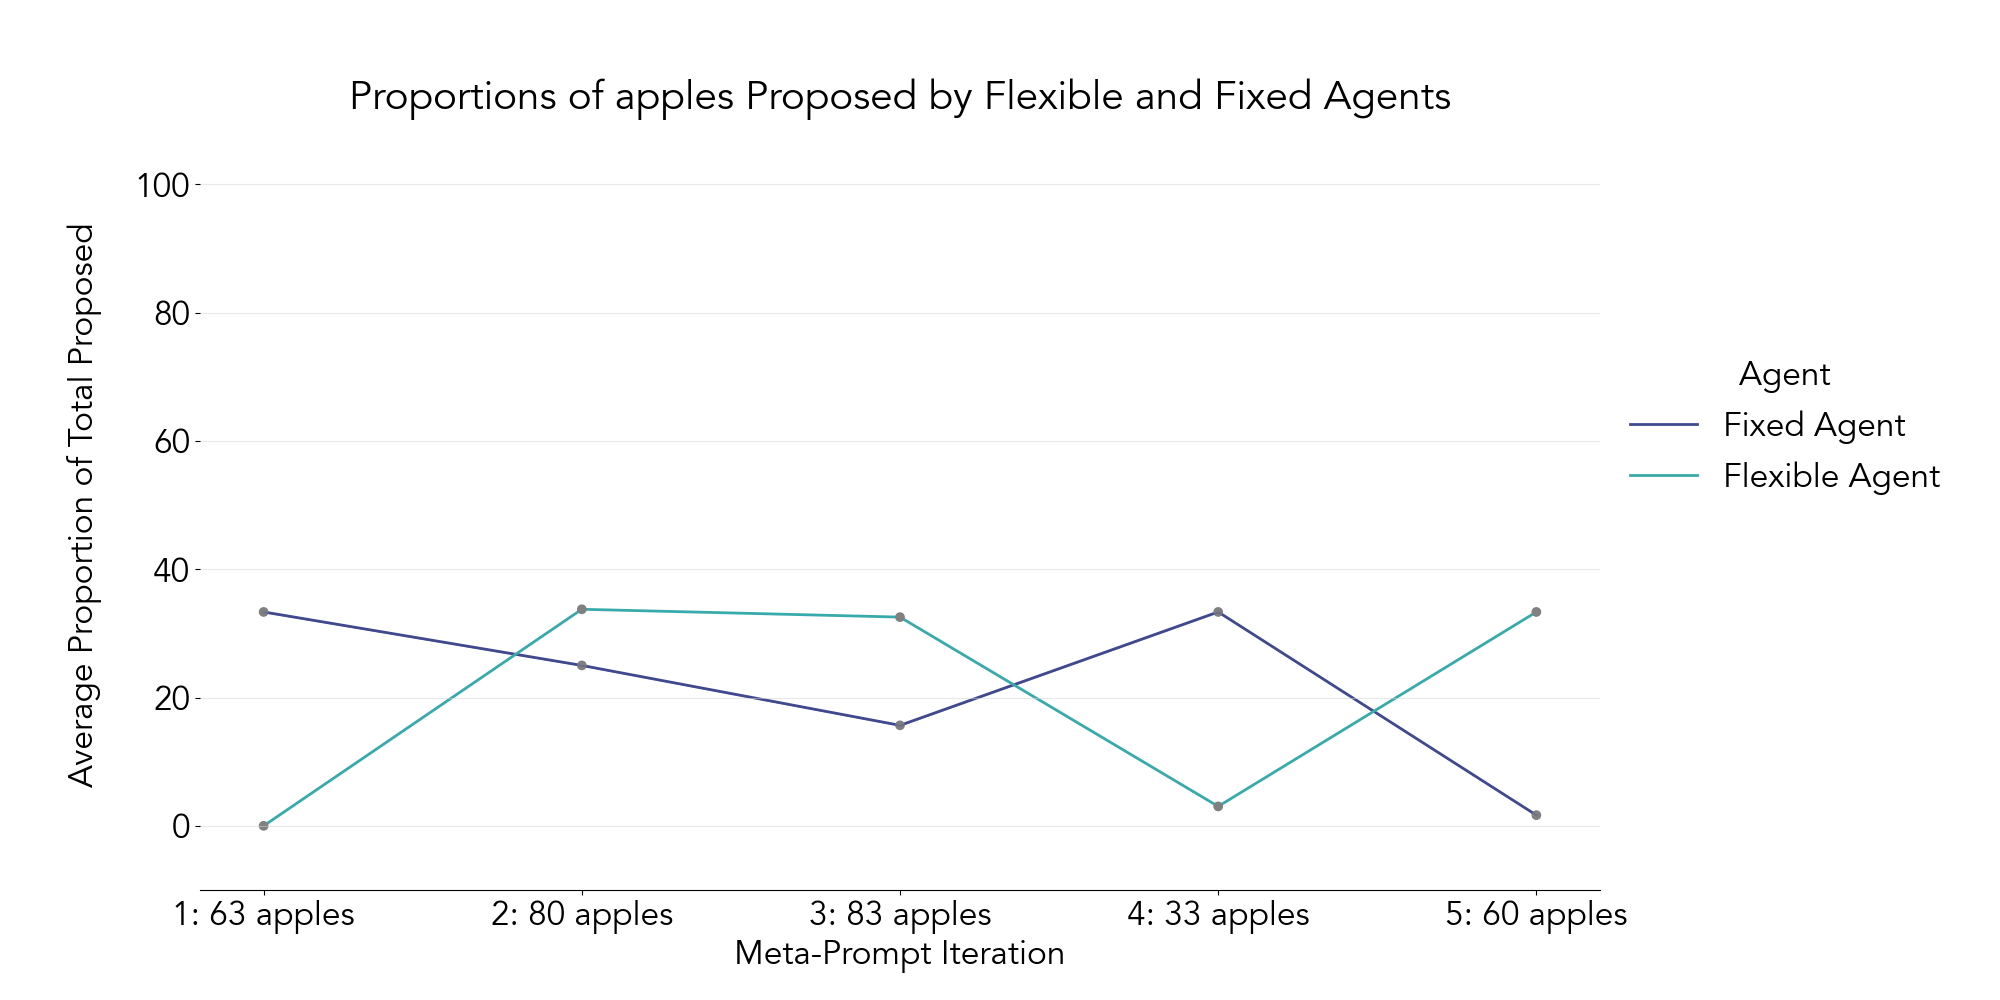 Proportions of apples Proposed by Flexible and Fixed Agents
Average Proportion of Total Proposed
100
80
60
40
20
0
1: 63 apples
2: 80 apples
3: 83 apples
4: 33 apples
5: 60 apples
Meta-Prompt Iteration
Agent
Fixed Agent
Flexible Agent